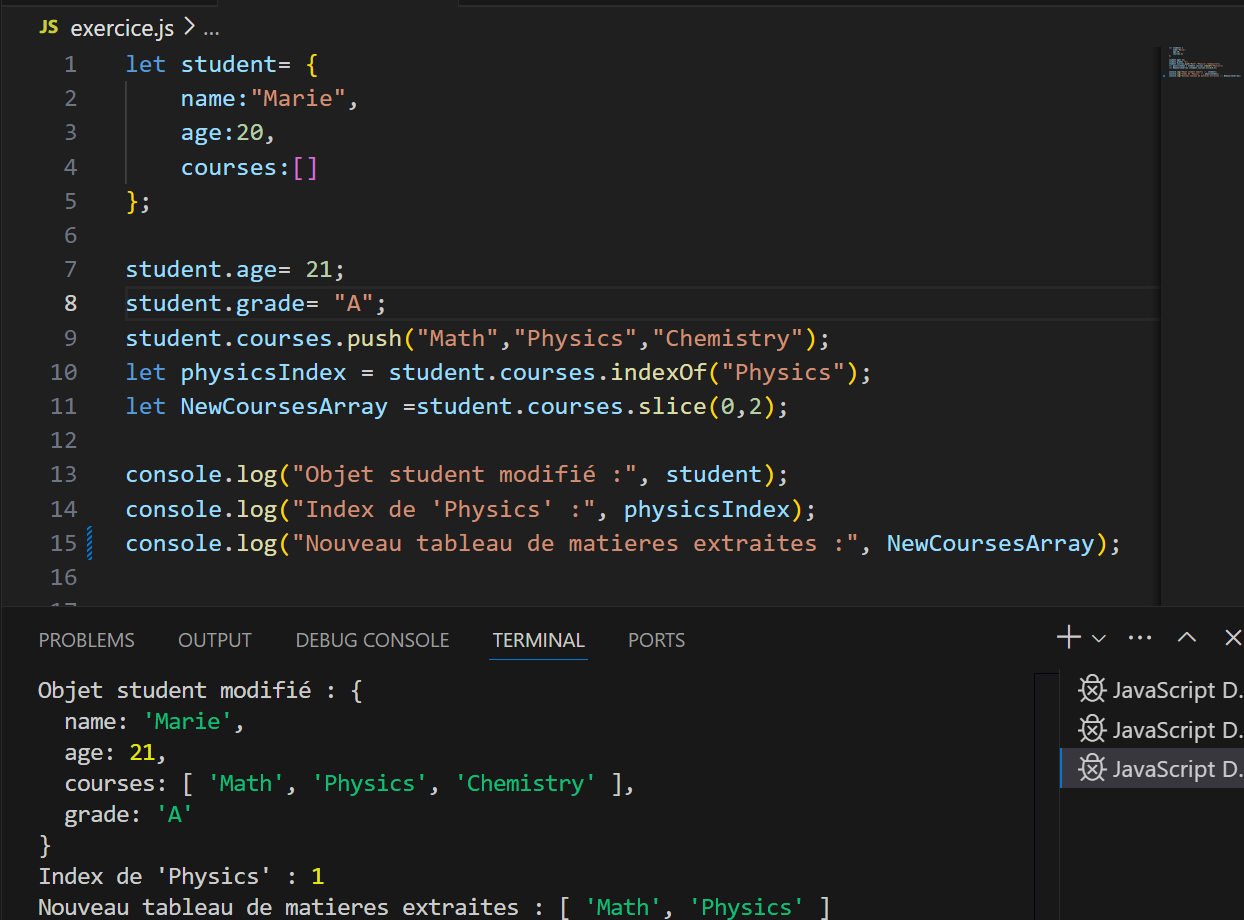 JS exercice.js > ...
1 let student= {
2 name:"Marie",
3 age:20,
4 courses:[]
5 };
6
7 student.age= 21;
8 student.grade= "A";
9 student.courses.push("Math","Physics","Chemistry");
10 let physicsIndex = student.courses.indexOf("Physics");
11 let NewCoursesArray =student.courses.slice(0,2);
12
13 console.log("Objet student modifié :", student);
14 console.log("Index de 'Physics' :", physicsIndex);
15 console.log("Nouveau tableau de matieres extraites :", NewCoursesArray);
16
17
PROBLEMS OUTPUT DEBUG CONSOLE TERMINAL PORTS
Objet student modifié : {
name: 'Marie',
age: 21,
courses: [ 'Math', 'Physics', 'Chemistry' ],
grade: 'A'
}
Index de 'Physics' : 1
Nouveau tableau de matieres extraites : [ 'Math', 'Physics' ]
JavaScript D...
JavaScript D...
JavaScript D...